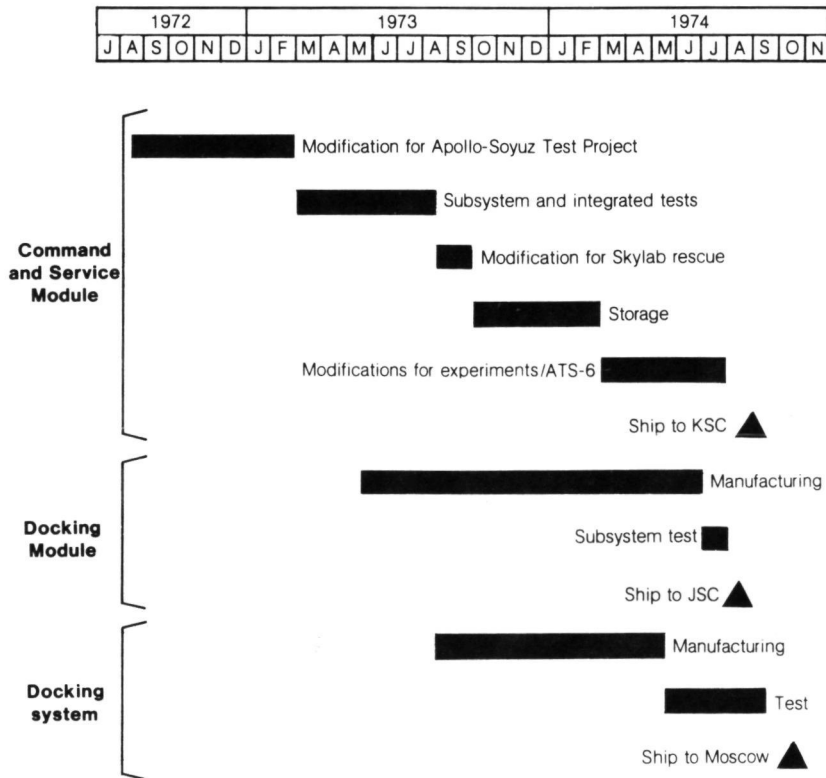 1972 1973 1974
J A S O N D J F M A M J J A S O N D J F M A M J J A S O N
Command
and Service
Module
Modification for Apollo-Soyuz Test Project
Subsystem and integrated tests
Modification for Skylab rescue
Storage
Modifications for experiments/ATS-6
Ship to KSC
Docking
Module
Manufacturing
Subsystem test
Ship to JSC
Docking
system
Manufacturing
Test
Ship to Moscow